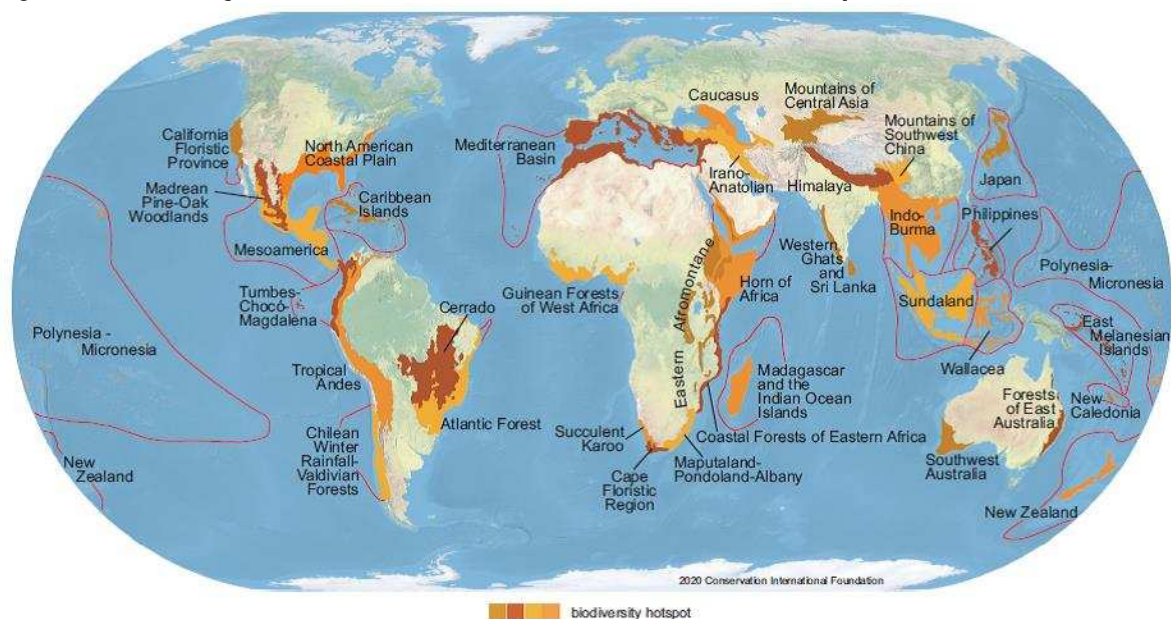 California
Floristic
Province
North American
Coastal Plain
Madrean
Pine-Oak
Woodlands
Caribbean
Islands
Mesoamerica
Tumbes-
Chocó-
Magdalena
Polynesia -
Micronesia
Tropical
Andes
Cerrado
Chilean
Winter
Rainfall-
Valdivian
Forests
Atlantic Forest
New
Zealand
Mediterranean
Basin
Caucasus
Irano-
Anatolian
Mountains of
Central Asia
Mountains of
Southwest
China
Himalaya
Japan
Indo-
Burma
Philippines
Western
Ghats
and
Sri Lanka
Guinean Forests
of West Africa
Eastern Afromontane
Horn of
Africa
Sundaland
Wallacea
Polynesia-
Micronesia
East
Melanesian
Islands
Madagascar
and the
Indian Ocean
Islands
Coastal Forests of Eastern Africa
Succulent
Karoo
Cape
Floristic
Region
Maputaland-
Pondoland-Albany
Forests
of East
Australia
New
Caledonia
Southwest
Australia
New Zealand
2020 Conservation International Foundation
biodiversity hotspot